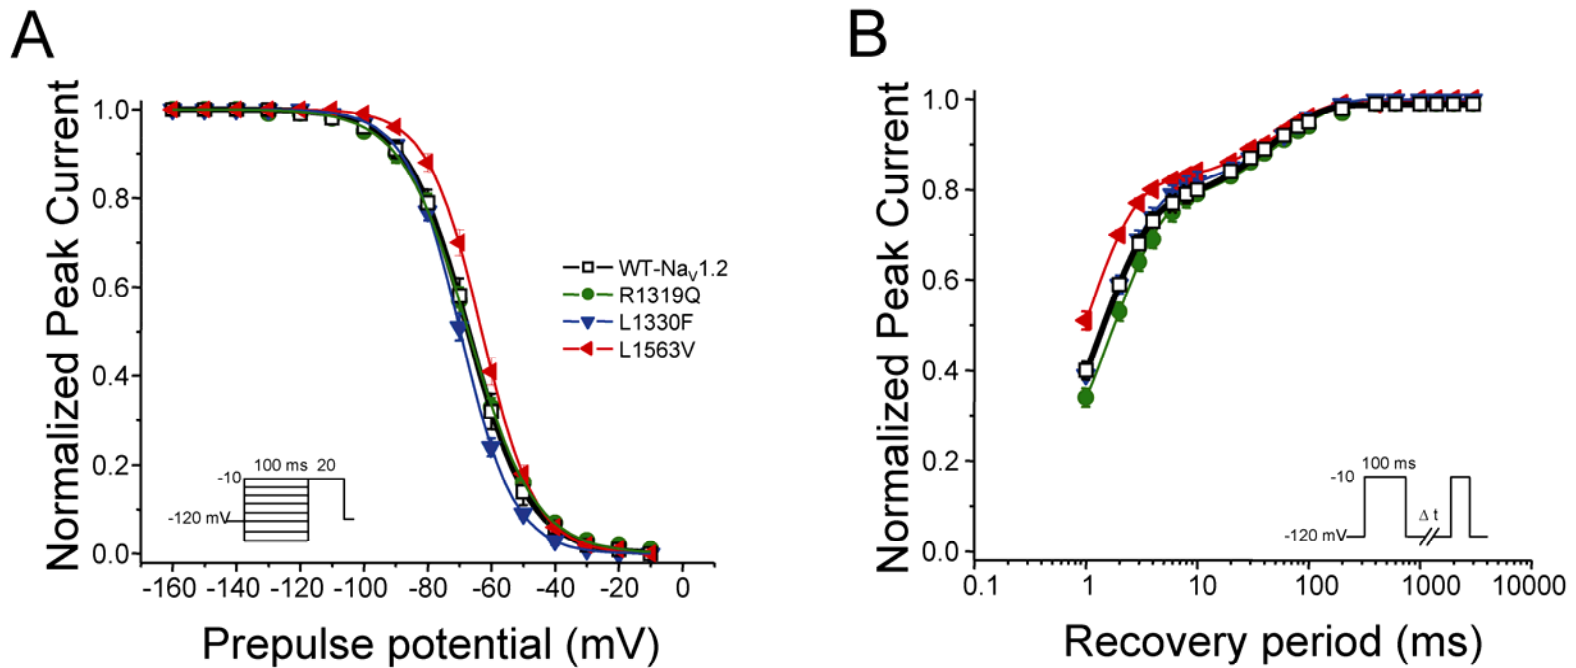 A
Normalized Peak Current
1.0
0.8
0.6
0.4
0.2
0.0
-160 -140 -120 -100 -80 -60 -40 -20 0
Prepulse potential (mV)
WT-NaV1.2
R1319Q
L1330F
L1563V
100 ms 20
-10
-120 mV
B
Normalized Peak Current
1.0
0.8
0.6
0.4
0.2
0.0
0.1 1 10 100 1000 10000
Recovery period (ms)
100 ms
-10
Δ t
-120 mV